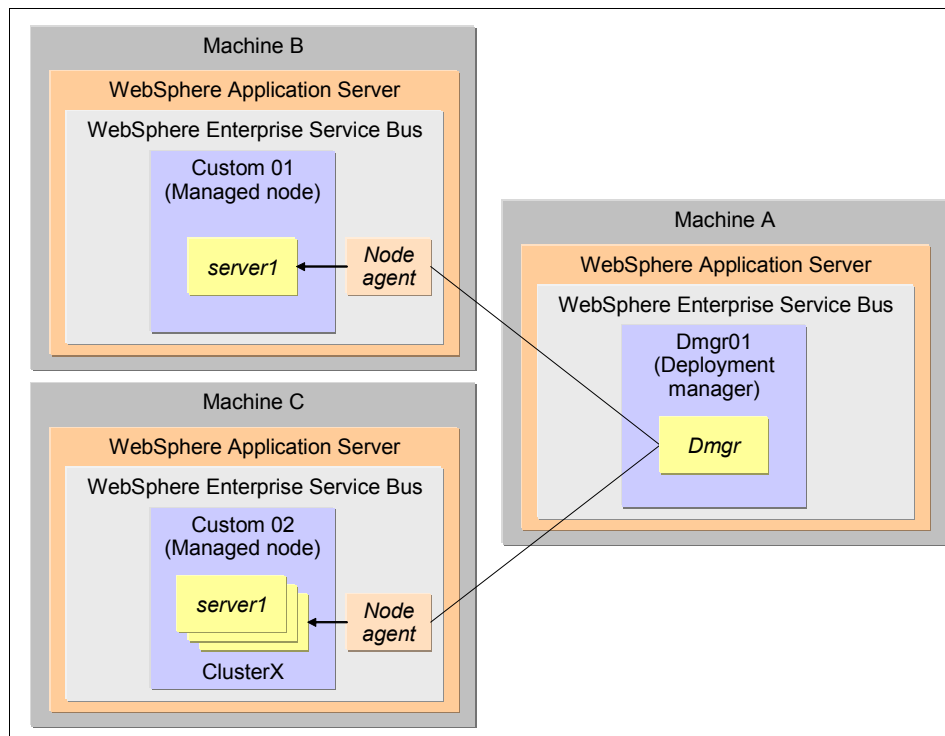 Machine B
WebSphere Application Server
WebSphere Enterprise Service Bus
Custom 01
(Managed node)
server1
Node
agent
Machine A
WebSphere Application Server
WebSphere Enterprise Service Bus
Dmgr01
(Deployment
manager)
Dmgr
Machine C
WebSphere Application Server
WebSphere Enterprise Service Bus
Custom 02
(Managed node)
server1
ClusterX
Node
agent